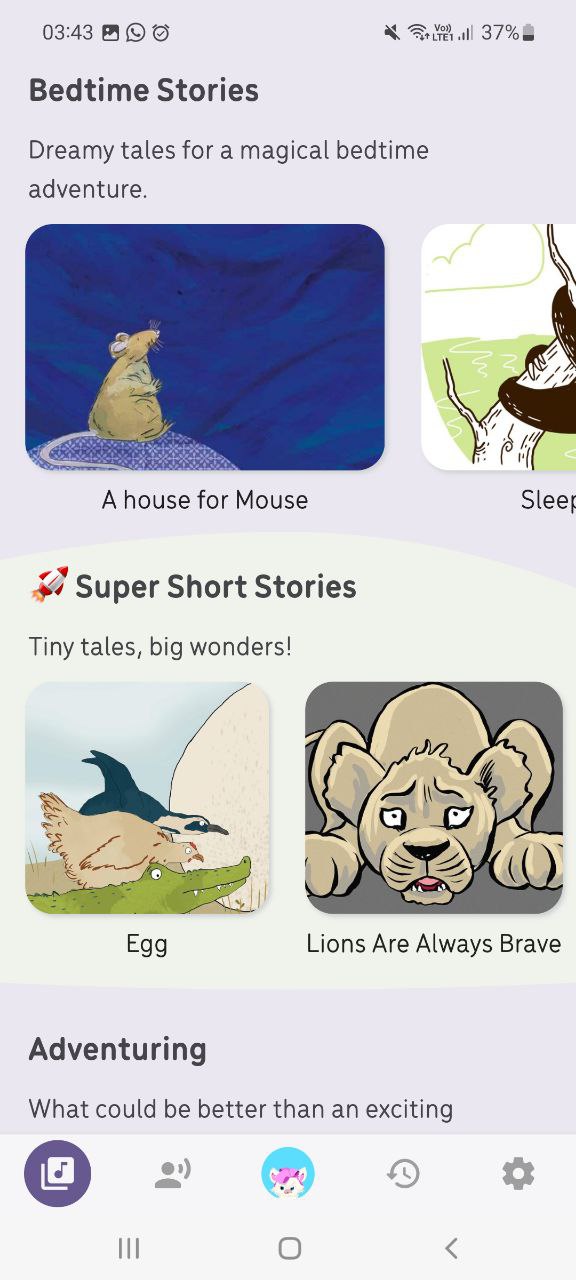 03:43
Vo))
LTE1
37%
Bedtime Stories
Dreamy tales for a magical bedtime
adventure.
A house for Mouse
Sleep
🚀 Super Short Stories
Tiny tales, big wonders!
Egg
Lions Are Always Brave
Adventuring
What could be better than an exciting